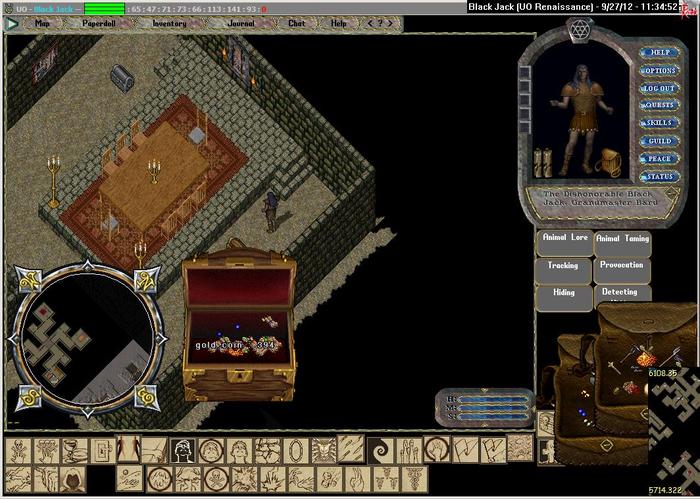 UO - Black Jack — :65:47:71:73:66:113:141:93:0
Black Jack [UO Renaissance] - 9/27/12 - 11:34:52
Map Paperdoll Inventory Journal Chat Help < ? >
HELP
OPTIONS
LOG OUT
QUESTS
SKILLS
GUILD
PEACE
STATUS
The Dishonorable Black
Jack, Grandmaster Bard
Animal Lore Animal Taming
Tracking Provocation
Hiding Detecting
gold coin : 394
6108.35
H:
M:
S:
5714.322